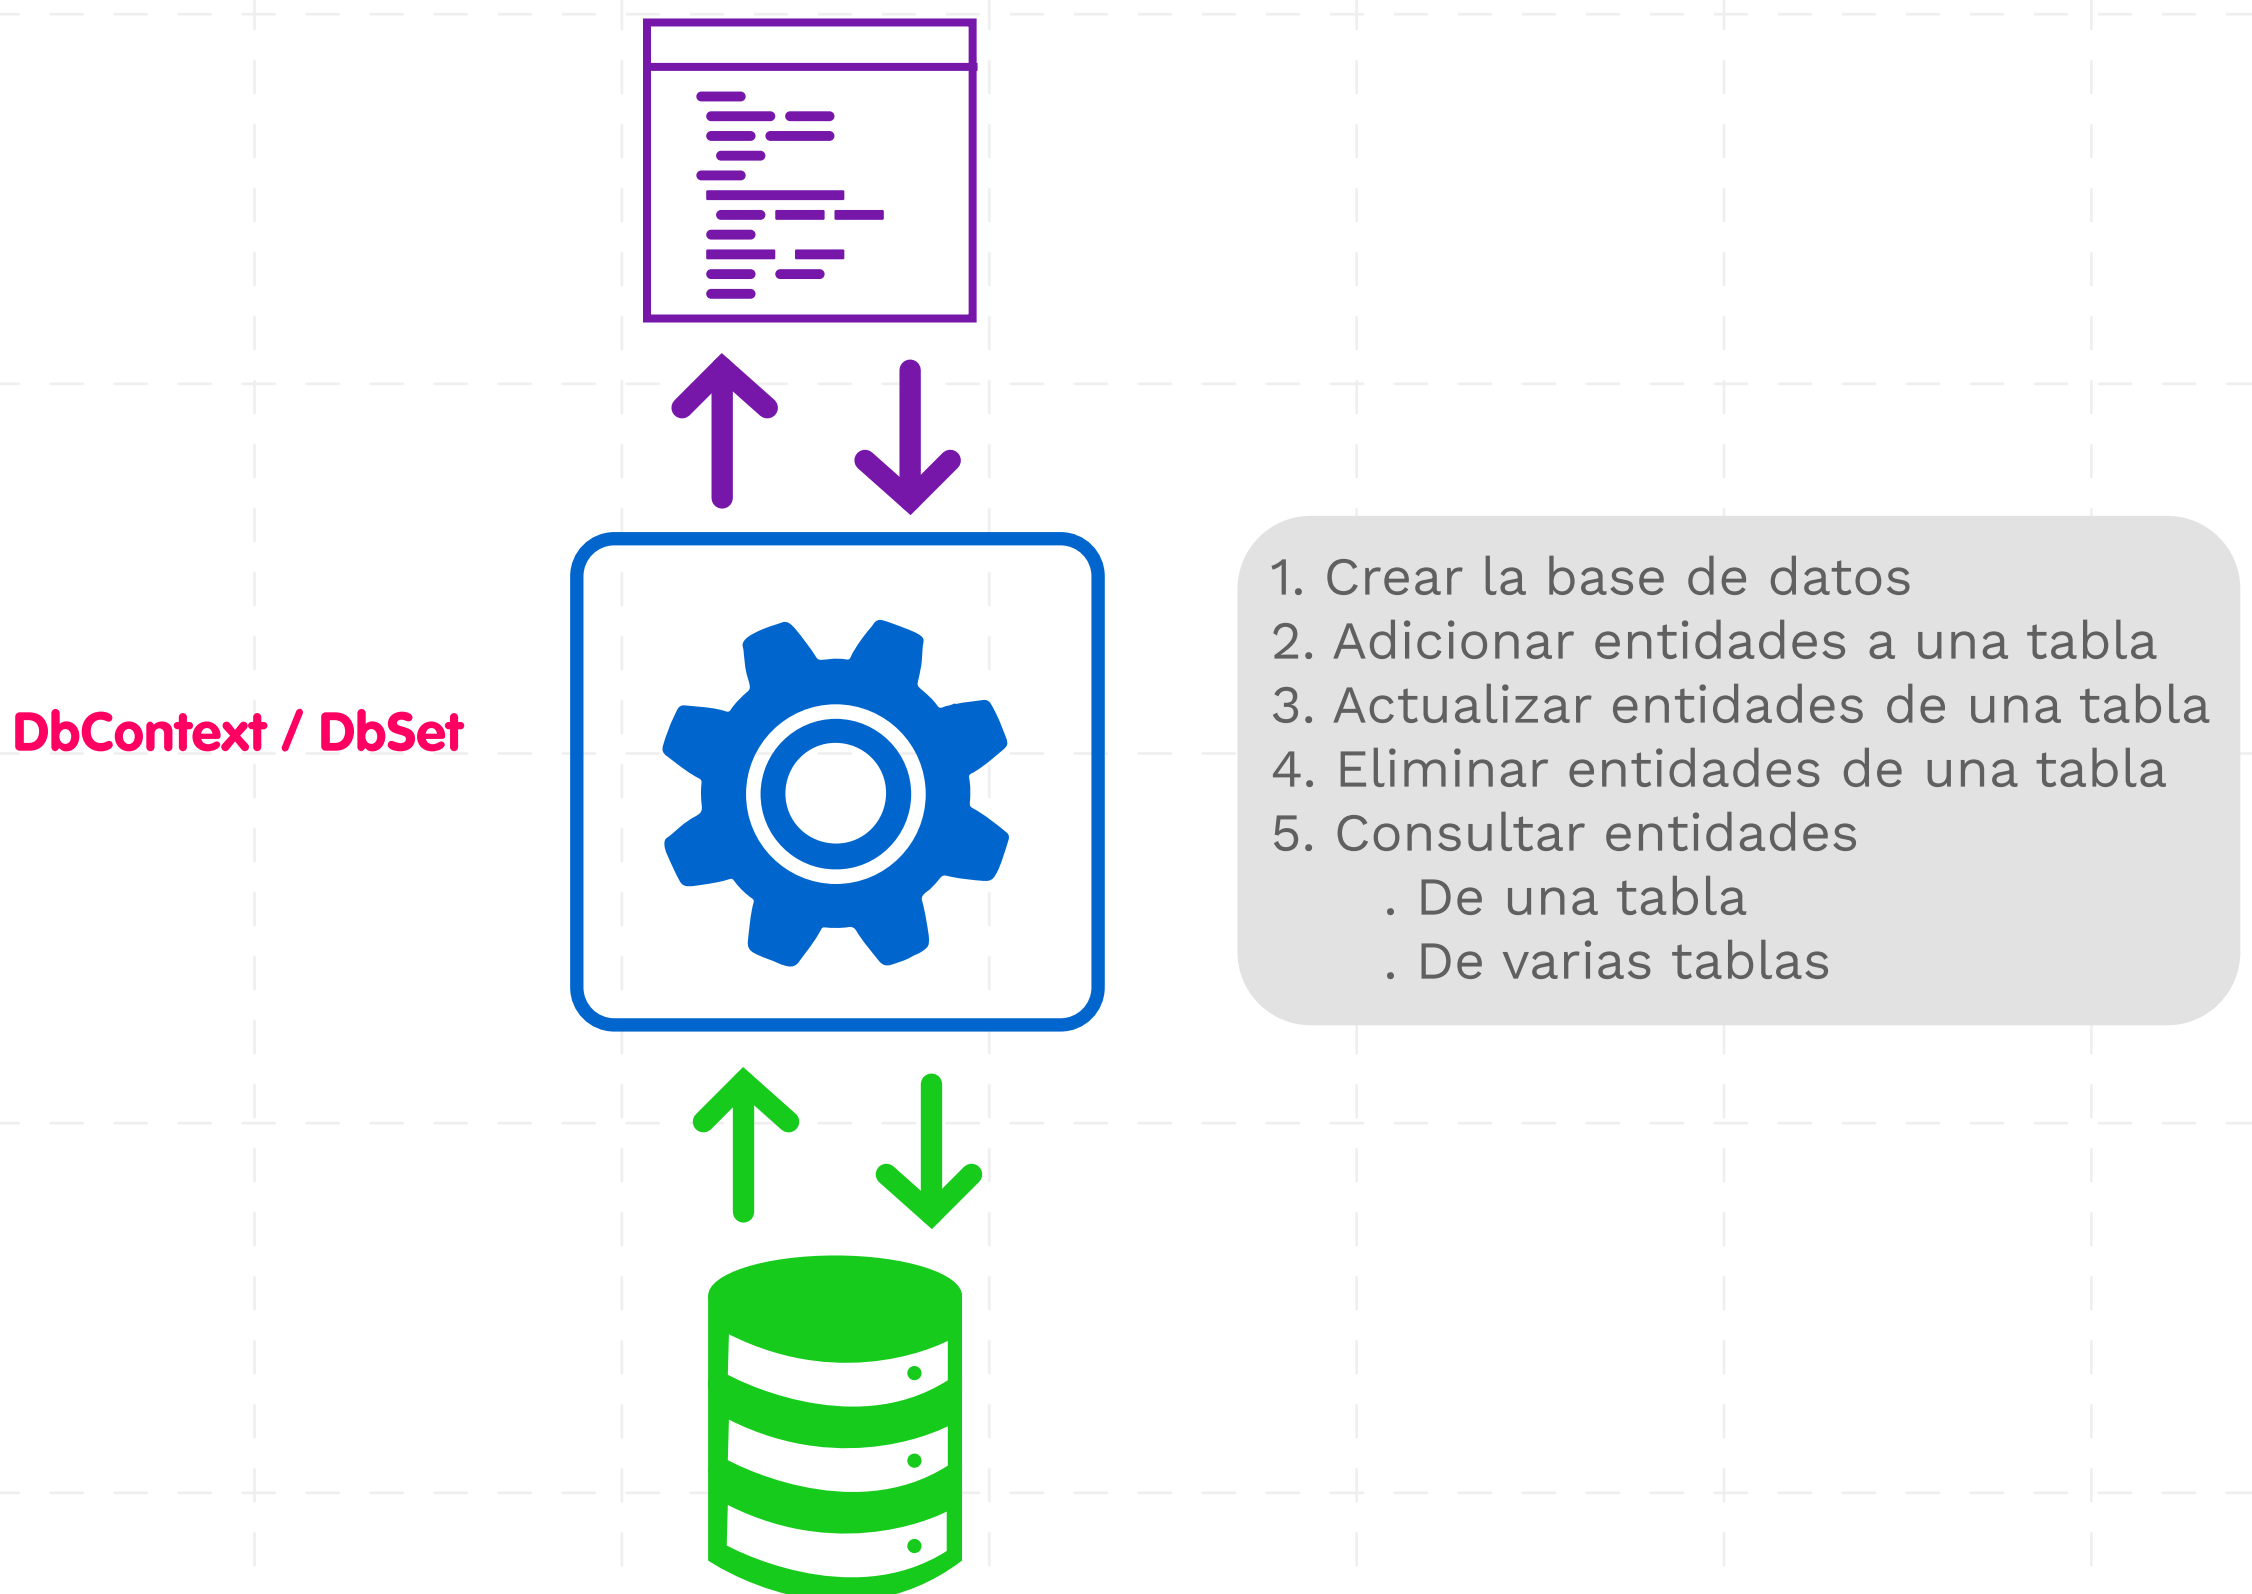 DbContext / DbSet
1. Crear la base de datos
2. Adicionar entidades a una tabla
3. Actualizar entidades de una tabla
4. Eliminar entidades de una tabla
5. Consultar entidades
. De una tabla
. De varias tablas